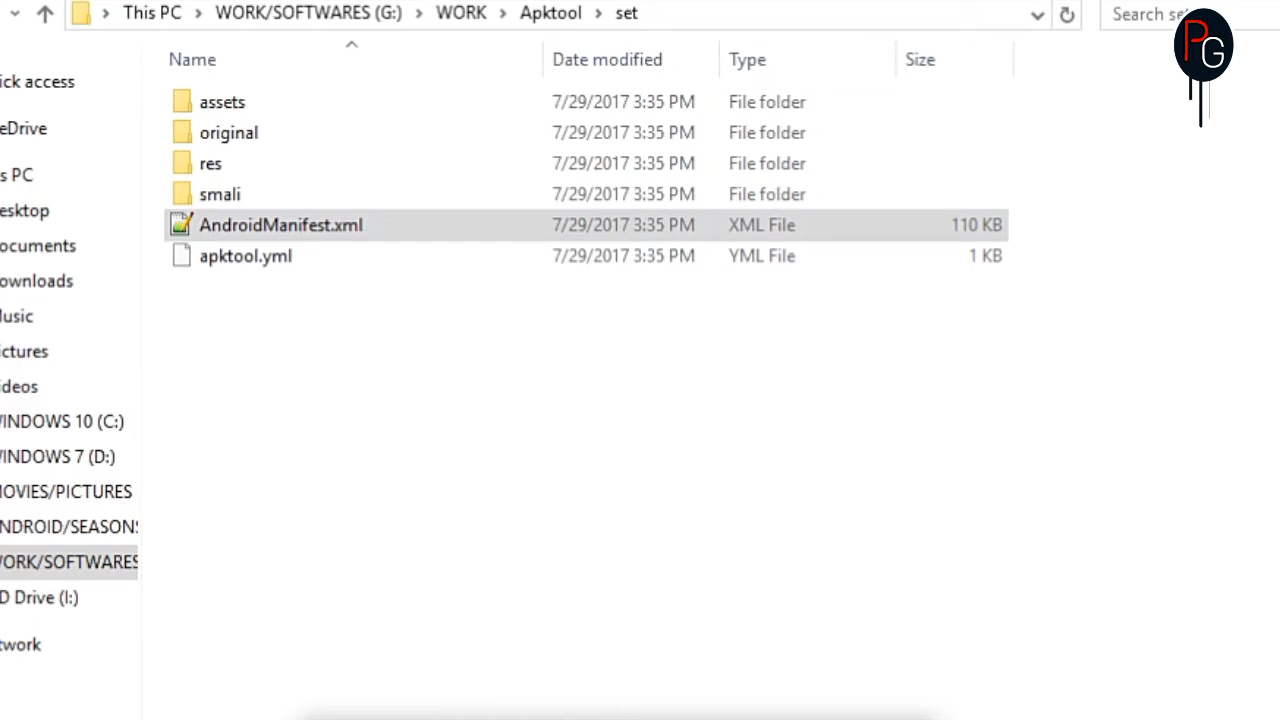 This PC > WORK/SOFTWARES (G:) > WORK > Apktool > set
Search se
PG
Name Date modified Type Size
assets 7/29/2017 3:35 PM File folder
original 7/29/2017 3:35 PM File folder
res 7/29/2017 3:35 PM File folder
smali 7/29/2017 3:35 PM File folder
AndroidManifest.xml 7/29/2017 3:35 PM XML File 110 KB
apktool.yml 7/29/2017 3:35 PM YML File 1 KB
ick access
eDrive
s PC
esktop
ocuments
ownloads
usic
ictures
ideos
INDOWS 10 (C:)
INDOWS 7 (D:)
OVIES/PICTURES
NDROID/SEASONS
ORK/SOFTWARES
D Drive (I:)
twork